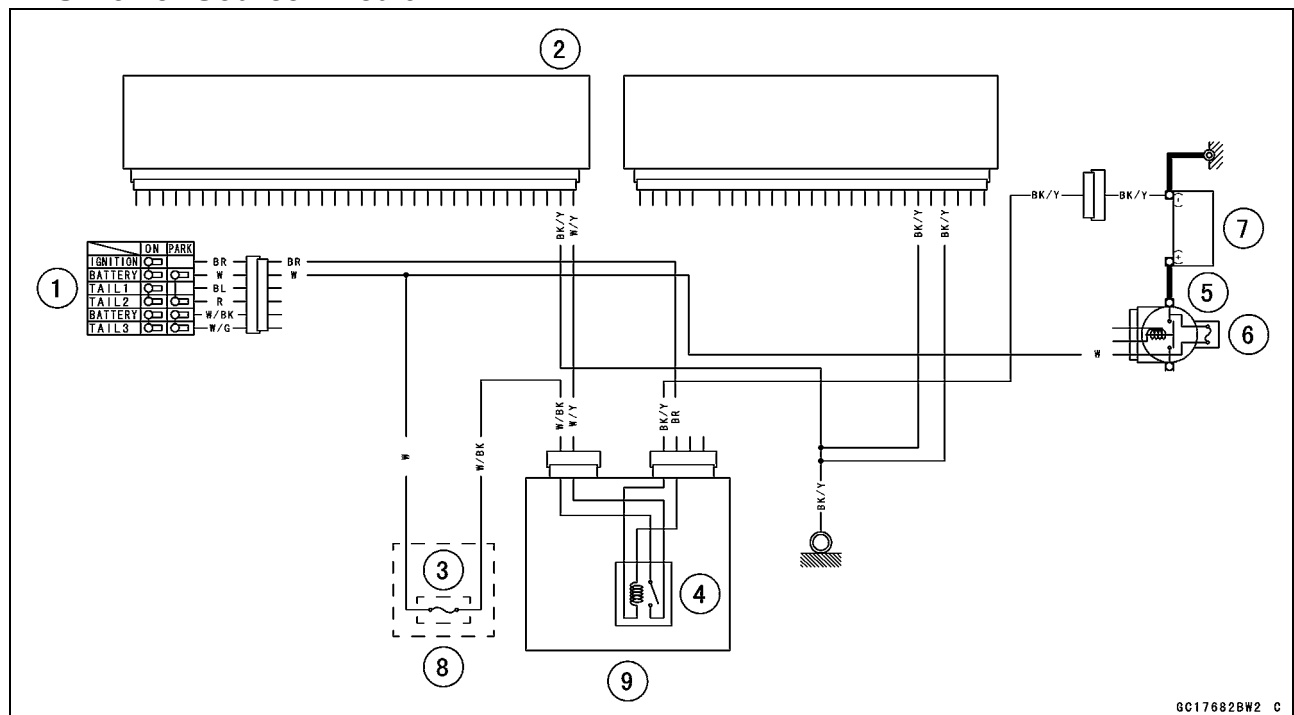 2
BK/Y
W/Y
BK/Y
BK/Y
BK/Y
BK/Y
(-)
7
(+)
1
ON PARK
IGNITION BR BR
BATTERY W W
TAIL1 BL
TAIL2 R
BATTERY W/BK
TAIL3 W/G
5
6
W
W/BK
W/Y
BK/Y
BR
W
W/BK
BK/Y
3
4
8
9
GC17682BW2 C